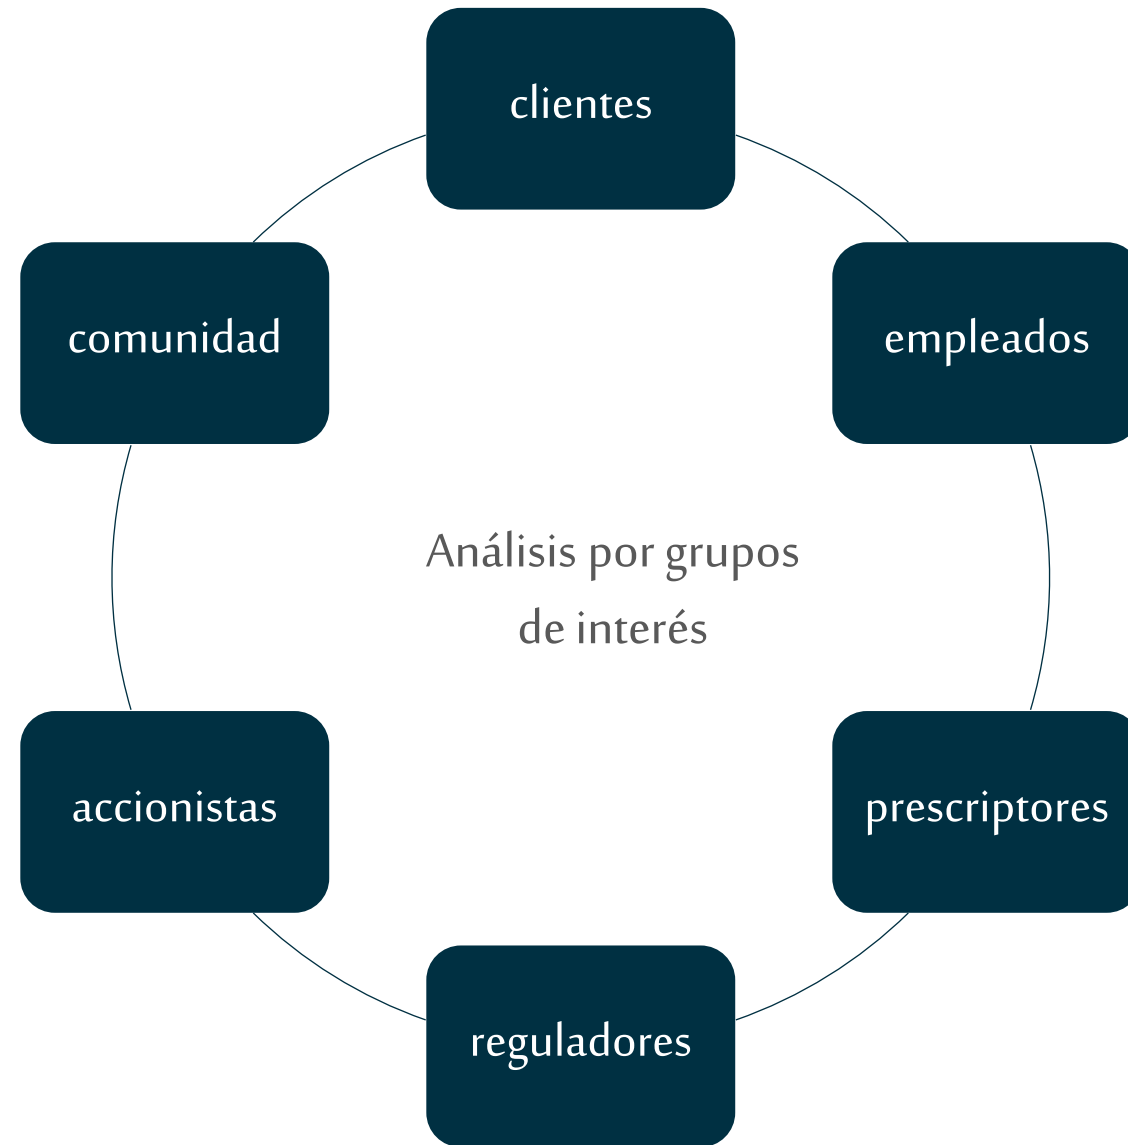 clientes
comunidad
empleados
Análisis por grupos
de interés
accionistas
prescriptores
reguladores